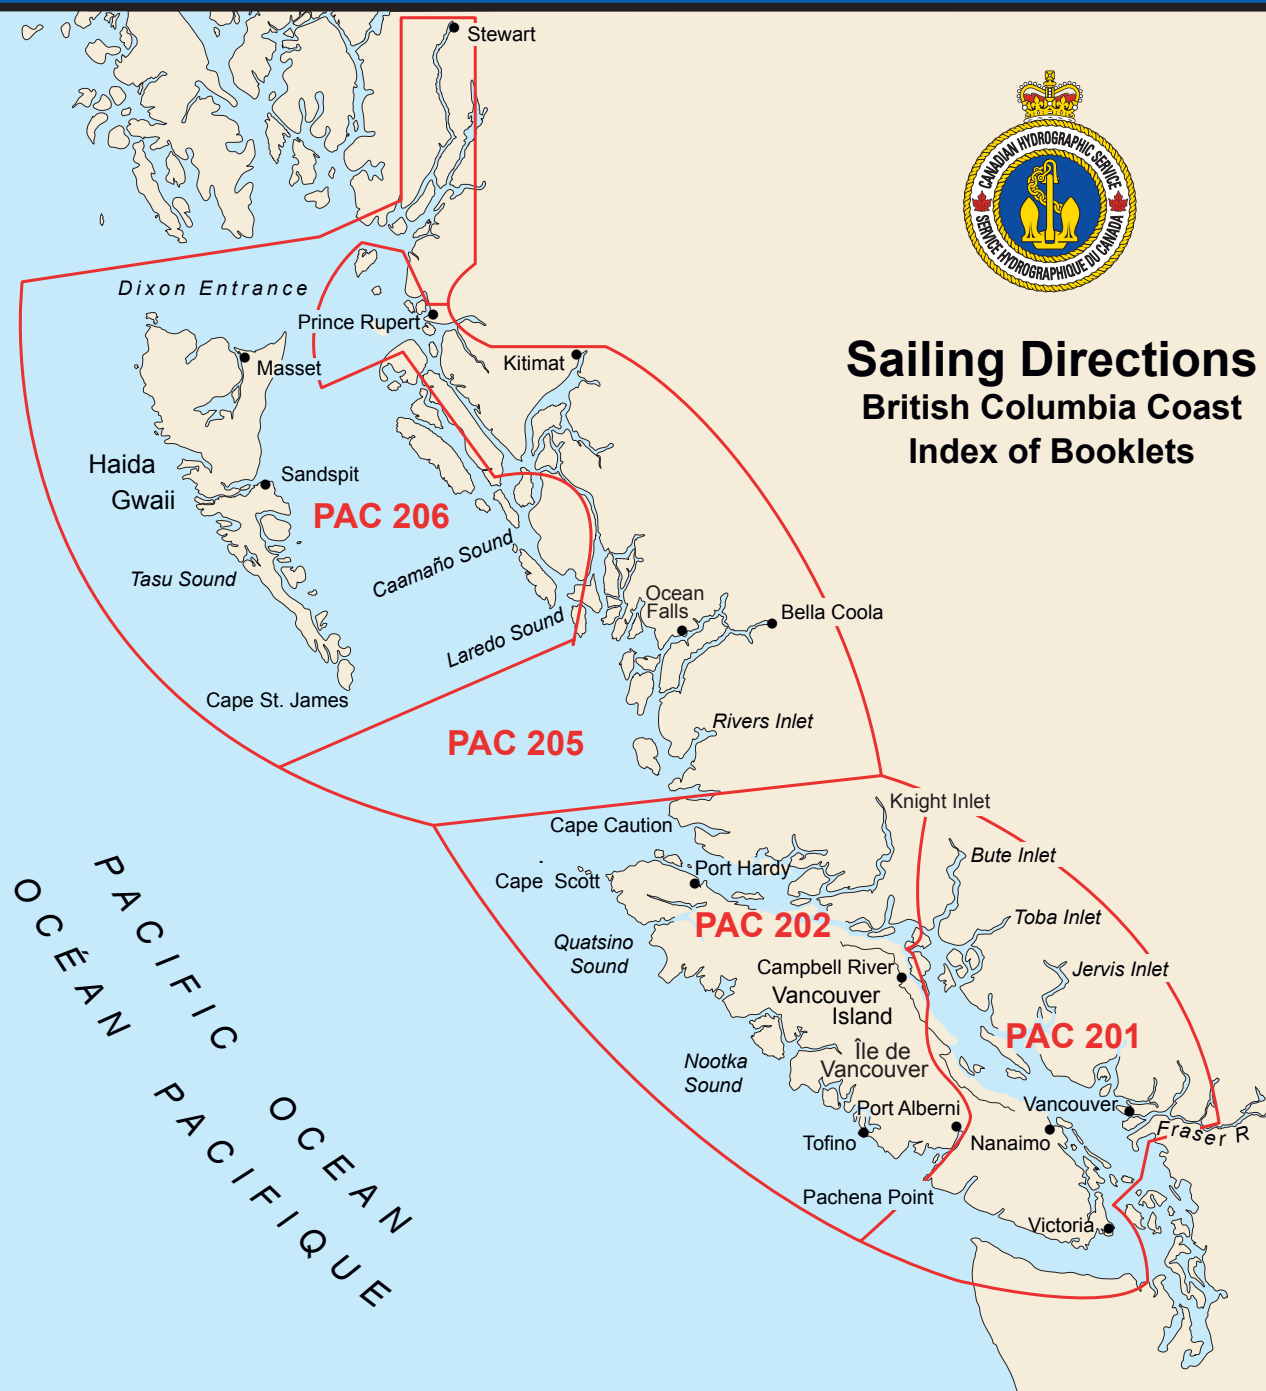 Stewart
CANADIAN HYDROGRAPHIC SERVICE
SERVICE HYDROGRAPHIQUE DU CANADA
Sailing Directions
British Columbia Coast
Index of Booklets
Dixon Entrance
Prince Rupert
Masset
Kitimat
Haida
Gwaii
Sandspit
PAC 206
Tasu Sound
Caamaño Sound
Laredo Sound
Ocean
Falls
Bella Coola
Cape St. James
Rivers Inlet
PAC 205
Knight Inlet
Cape Caution
Bute Inlet
Port Hardy
Cape Scott
PAC 202
Toba Inlet
Quatsino
Sound
Campbell River
Jervis Inlet
Vancouver
Island
PAC 201
Île de
Vancouver
Nootka
Sound
Port Alberni
Vancouver
Fraser R
Tofino
Nanaimo
Pachena Point
Victoria
PACIFIC OCEAN
OCÉAN PACIFIQUE